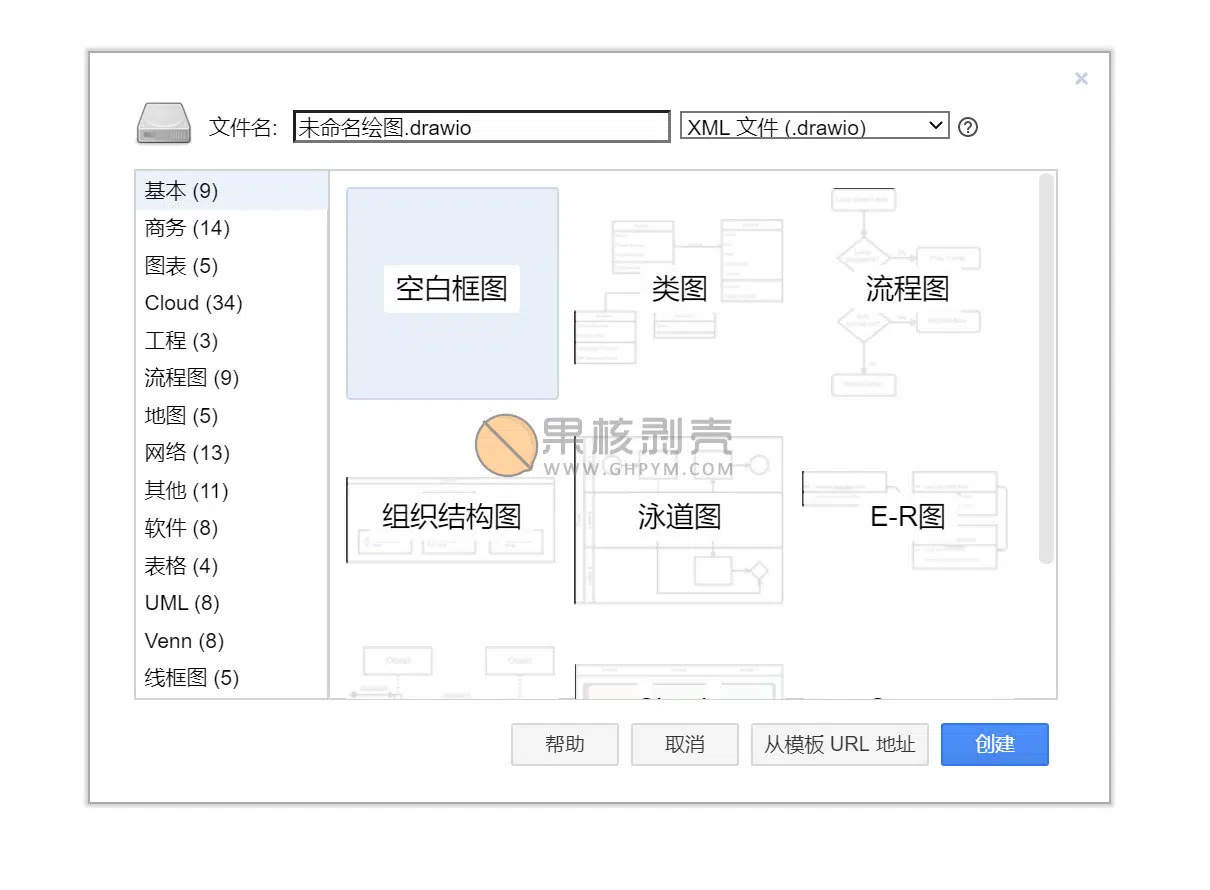 ×
文件名: 未命名绘图.drawio XML 文件 (.drawio) ?
基本 (9)
商务 (14)
图表 (5)
Cloud (34)
工程 (3)
流程图 (9)
地图 (5)
网络 (13)
其他 (11)
软件 (8)
表格 (4)
UML (8)
Venn (8)
线框图 (5)
空白框图 类图 流程图
果核剥壳
WWW.GHPYM.COM
组织结构图 泳道图 E-R图
Object Object
帮助 取消 从模板 URL 地址 创建